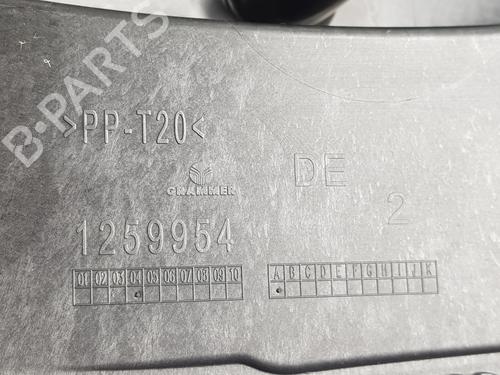 B-PARTS
>PP-T20<
GRAMMER
DE
2
1259954
01 02 03 04 05 06 07 08 09 10
A B C D E F G H I J K